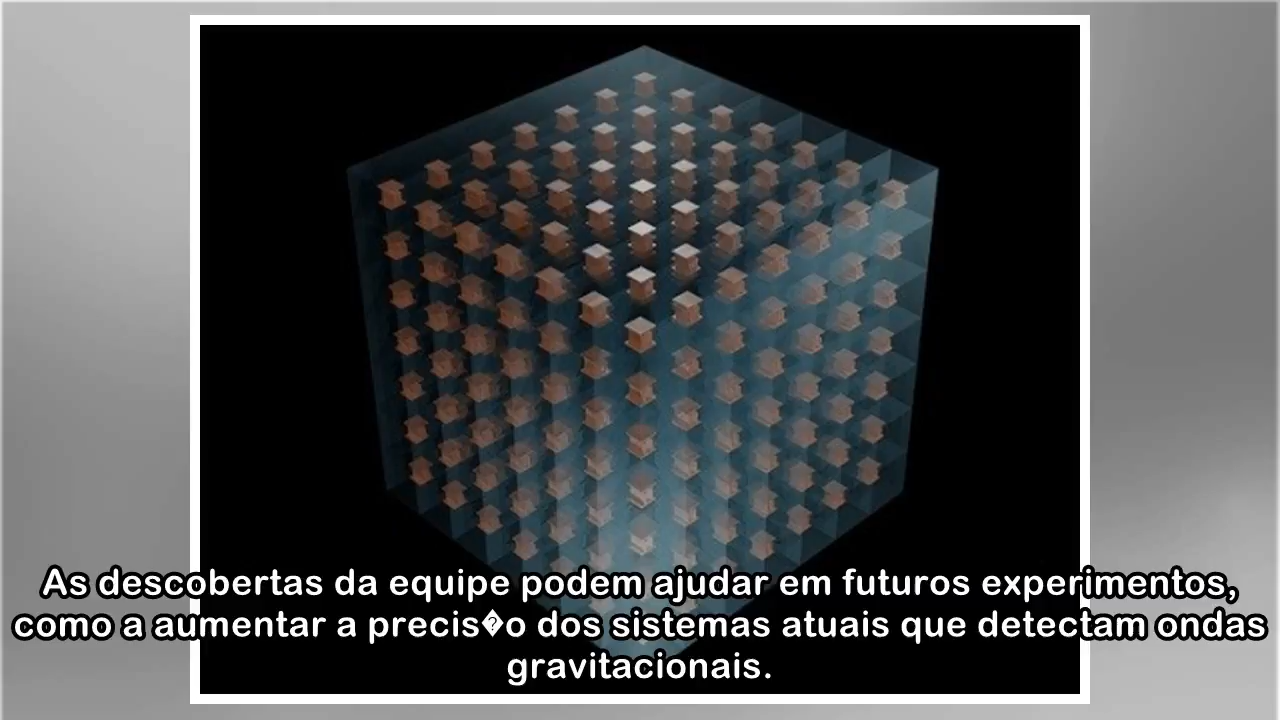 As descobertas da equipe podem ajudar em futuros experimentos,
como a aumentar a precis�o dos sistemas atuais que detectam ondas
gravitacionais.